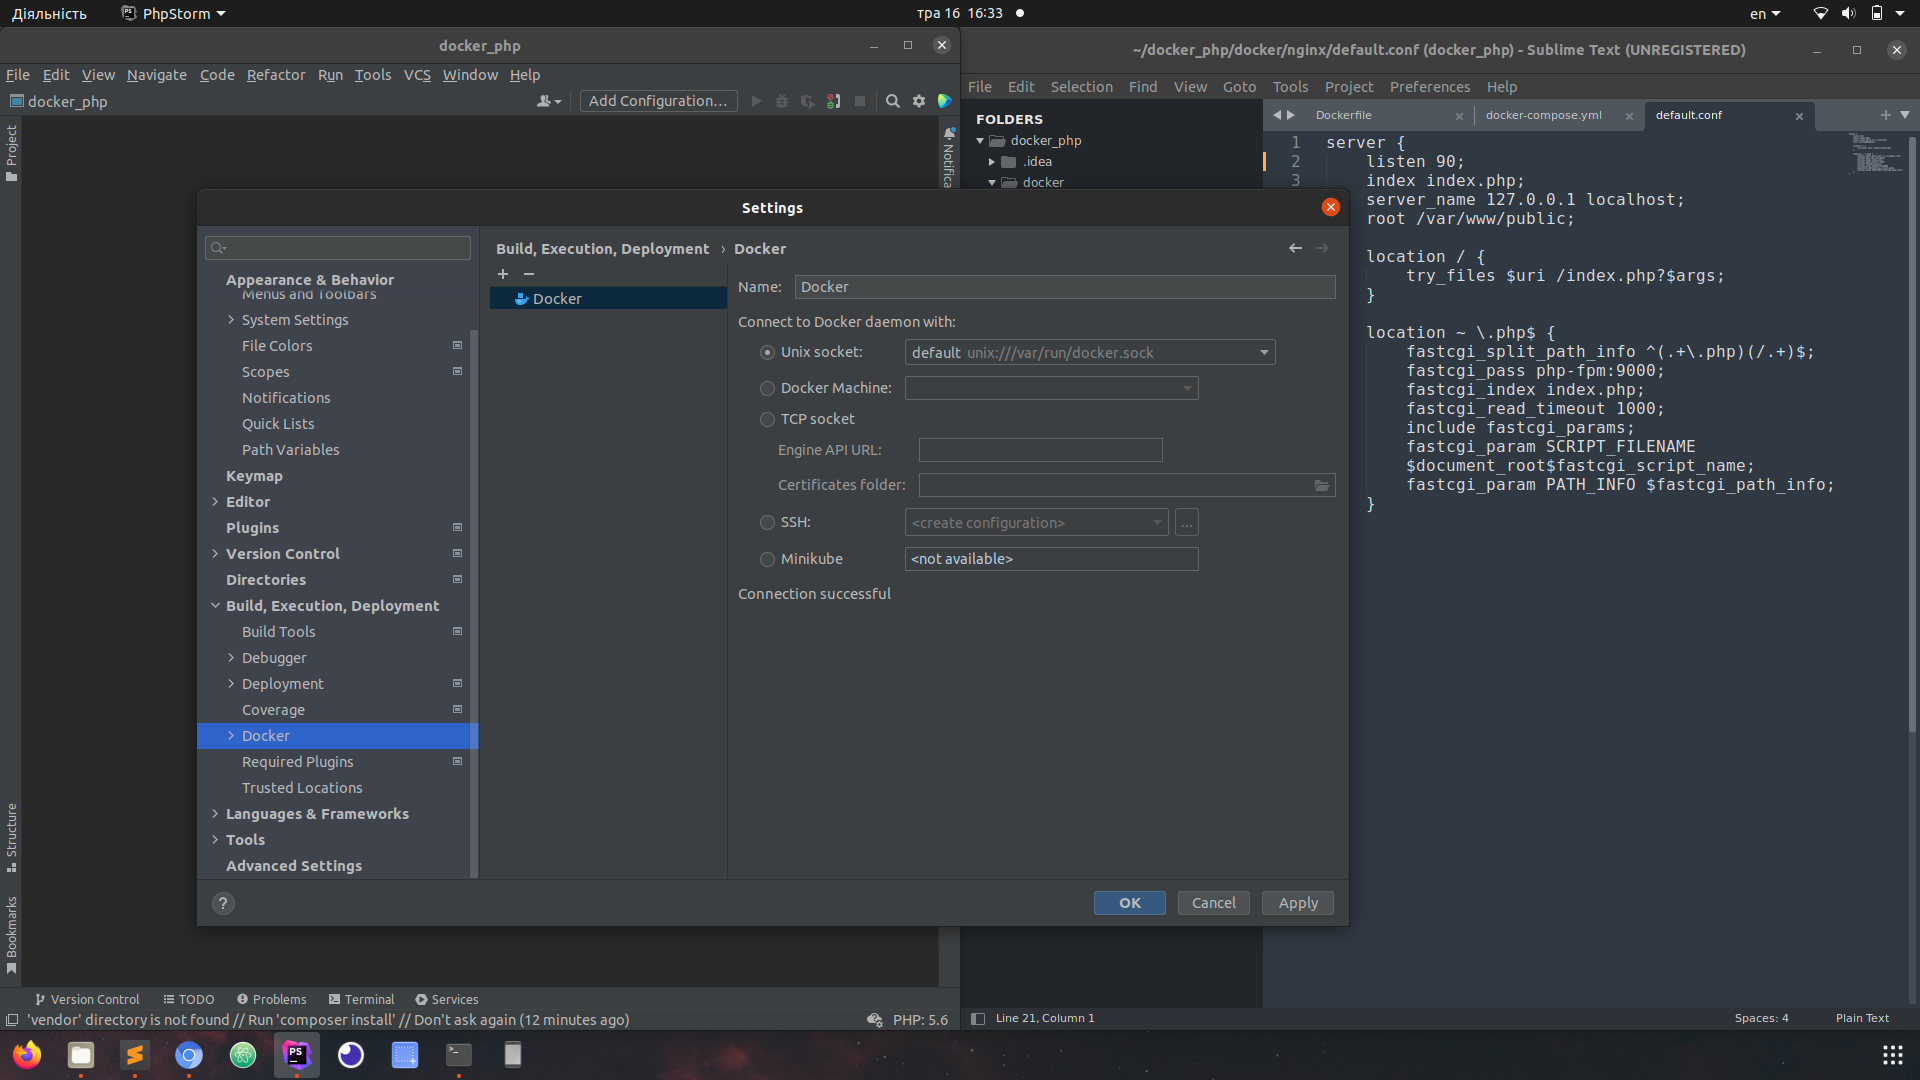 Діяльність
PhpStorm
тра 16 16:33
en
docker_php
File Edit View Navigate Code Refactor Run Tools VCS Window Help
docker_php
Add Configuration...
Project
Notifica
Structure
Bookmarks
~/docker_php/docker/nginx/default.conf (docker_php) - Sublime Text (UNREGISTERED)
File Edit Selection Find View Goto Tools Project Preferences Help
FOLDERS
docker_php
.idea
docker
Dockerfile
docker-compose.yml
default.conf
1 server {
2 listen 90;
3 index index.php;
server_name 127.0.0.1 localhost;
root /var/www/public;
location / {
try_files $uri /index.php?$args;
}
location ~ \.php$ {
fastcgi_split_path_info ^(.+\.php)(/.+)$;
fastcgi_pass php-fpm:9000;
fastcgi_index index.php;
fastcgi_read_timeout 1000;
include fastcgi_params;
fastcgi_param SCRIPT_FILENAME
$document_root$fastcgi_script_name;
fastcgi_param PATH_INFO $fastcgi_path_info;
}
Settings
Appearance & Behavior
Menus and Toolbars
System Settings
File Colors
Scopes
Notifications
Quick Lists
Path Variables
Keymap
Editor
Plugins
Version Control
Directories
Build, Execution, Deployment
Build Tools
Debugger
Deployment
Coverage
Docker
Required Plugins
Trusted Locations
Languages & Frameworks
Tools
Advanced Settings
Build, Execution, Deployment › Docker
Docker
Name: Docker
Connect to Docker daemon with:
Unix socket: default unix:///var/run/docker.sock
Docker Machine:
TCP socket
Engine API URL:
Certificates folder:
SSH: <create configuration> ...
Minikube <not available>
Connection successful
?
OK Cancel Apply
Version Control TODO Problems Terminal Services
'vendor' directory is not found // Run 'composer install' // Don't ask again (12 minutes ago)
PHP: 5.6
Line 21, Column 1
Spaces: 4
Plain Text
PS